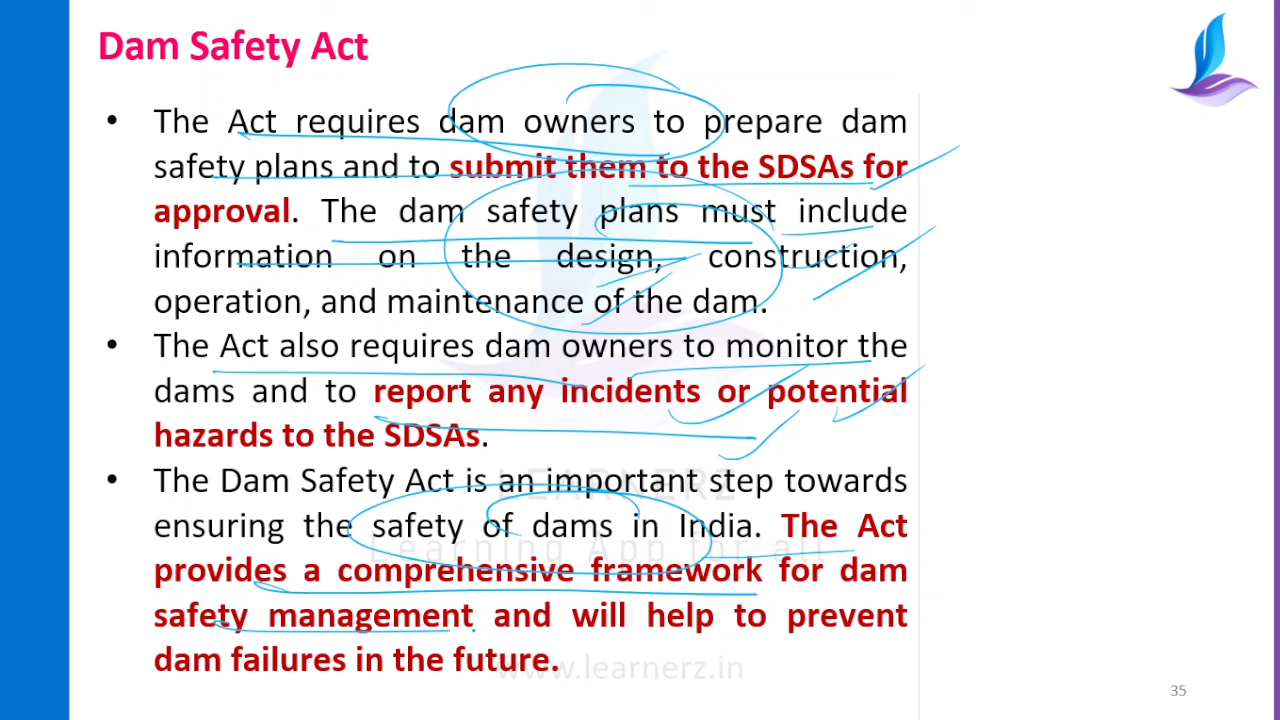 Dam Safety Act
• The Act requires dam owners to prepare dam
safety plans and to submit them to the SDSAs for
approval. The dam safety plans must include
information on the design, construction,
operation, and maintenance of the dam.
• The Act also requires dam owners to monitor the
dams and to report any incidents or potential
hazards to the SDSAs.
• The Dam Safety Act is an important step towards
ensuring the safety of dams in India. The Act
provides a comprehensive framework for dam
safety management and will help to prevent
dam failures in the future.
LEARNERZ
Learning App for all
www.learnerz.in
35